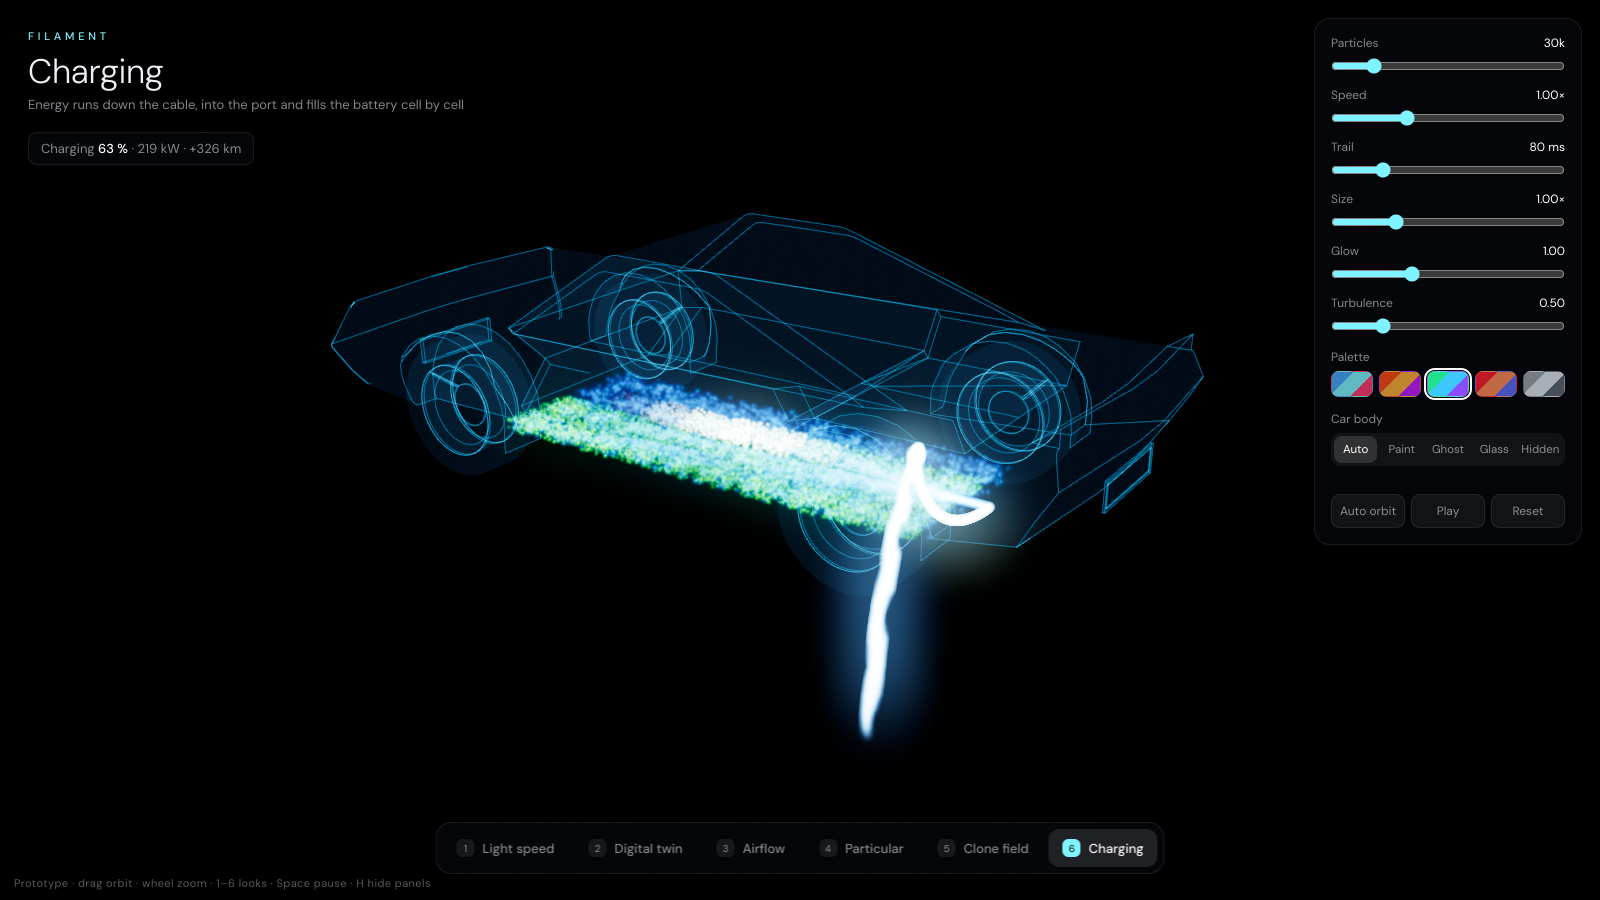 FILAMENT
Charging
Energy runs down the cable, into the port and fills the battery cell by cell
Charging 63 % · 219 kW · +326 km
Particles 30k
Speed 1.00×
Trail 80 ms
Size 1.00×
Glow 1.00
Turbulence 0.50
Palette
Car body
Auto Paint Ghost Glass Hidden
Auto orbit Play Reset
1 Light speed 2 Digital twin 3 Airflow 4 Particular 5 Clone field 6 Charging
Prototype · drag orbit · wheel zoom · 1–6 looks · Space pause · H hide panels